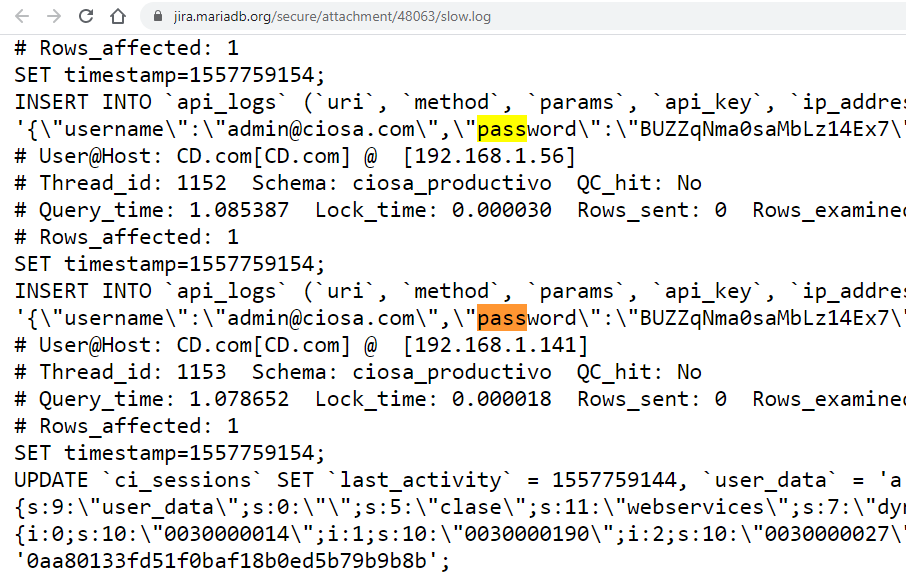 jira.mariadb.org/secure/attachment/48063/slow.log
# Rows_affected: 1
SET timestamp=1557759154;
INSERT INTO `api_logs` (`uri`, `method`, `params`, `api_key`, `ip_addres
'{\"username\":\"admin@ciosa.com\",\"password\":\"BUZZqNma0saMbLz14Ex7\"
# User@Host: CD.com[CD.com] @  [192.168.1.56]
# Thread_id: 1152  Schema: ciosa_productivo  QC_hit: No
# Query_time: 1.085387  Lock_time: 0.000030  Rows_sent: 0  Rows_examined
# Rows_affected: 1
SET timestamp=1557759154;
INSERT INTO `api_logs` (`uri`, `method`, `params`, `api_key`, `ip_addres
'{\"username\":\"admin@ciosa.com\",\"password\":\"BUZZqNma0saMbLz14Ex7\"
# User@Host: CD.com[CD.com] @  [192.168.1.141]
# Thread_id: 1153  Schema: ciosa_productivo  QC_hit: No
# Query_time: 1.078652  Lock_time: 0.000018  Rows_sent: 0  Rows_examined
# Rows_affected: 1
SET timestamp=1557759154;
UPDATE `ci_sessions` SET `last_activity` = 1557759144, `user_data` = 'a
{s:9:\"user_data\";s:0:\"\";s:5:\"clase\";s:11:\"webservices\";s:7:\"dyn
{i:0;s:10:\"0030000014\";i:1;s:10:\"0030000190\";i:2;s:10:\"0030000027\"
'0aa80133fd51f0baf18b0ed5b79b9b8b';